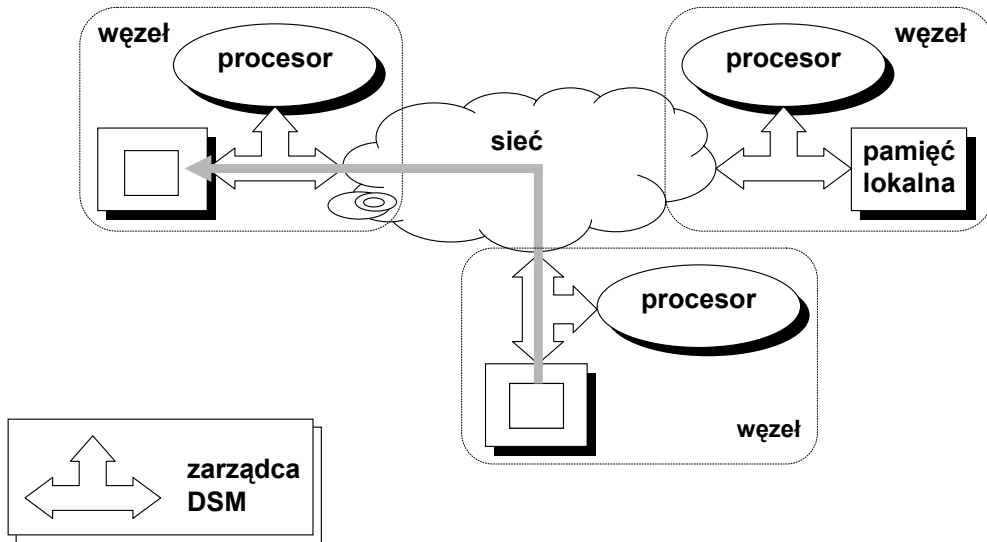 węzeł
procesor
sieć
procesor
węzeł
pamięć
lokalna
procesor
węzeł
zarządca
DSM